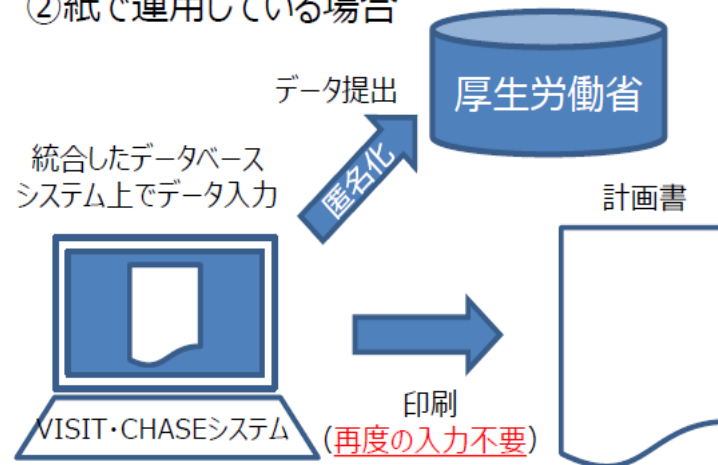 ②紙で運用している場合
データ提出
厚生労働省
匿名化
統合したデータベース
システム上でデータ入力
計画書
VISIT・CHASEシステム
印刷
（再度の入力不要）